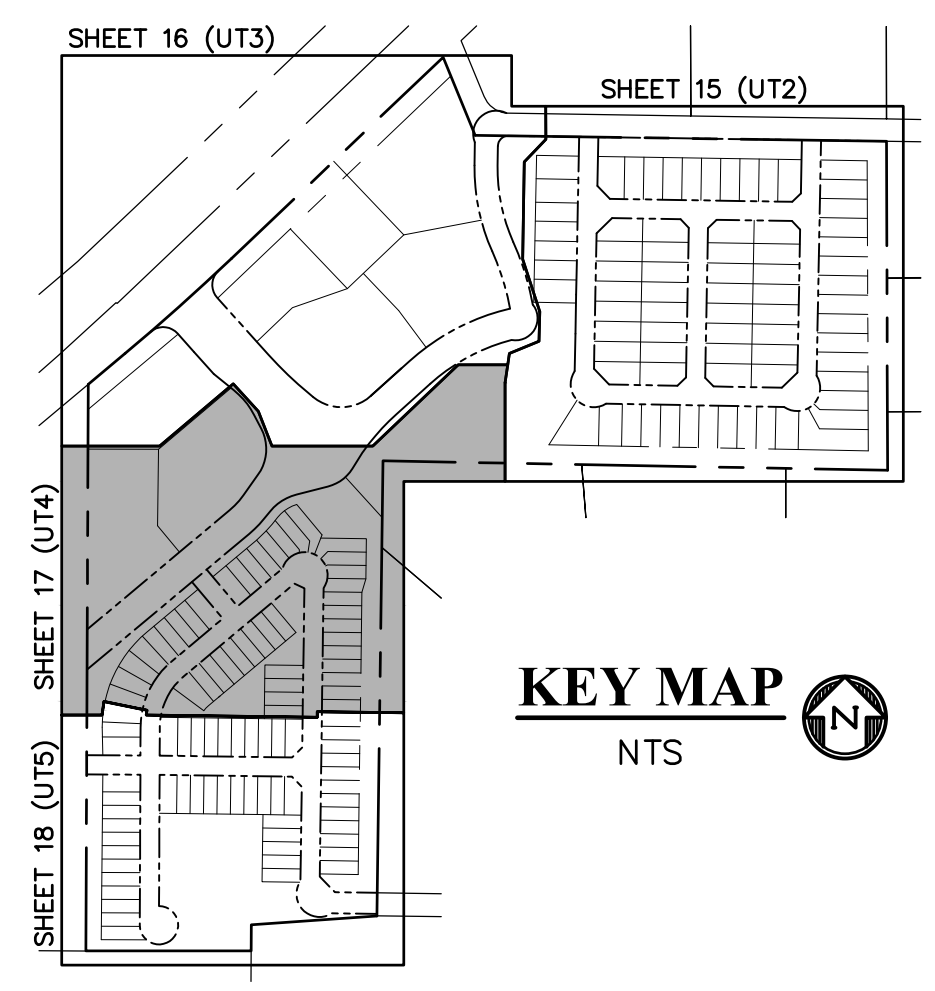 SHEET 16 (UT3)
SHEET 15 (UT2)
SHEET 17 (UT4)
SHEET 18 (UT5)
KEY MAP
NTS
N